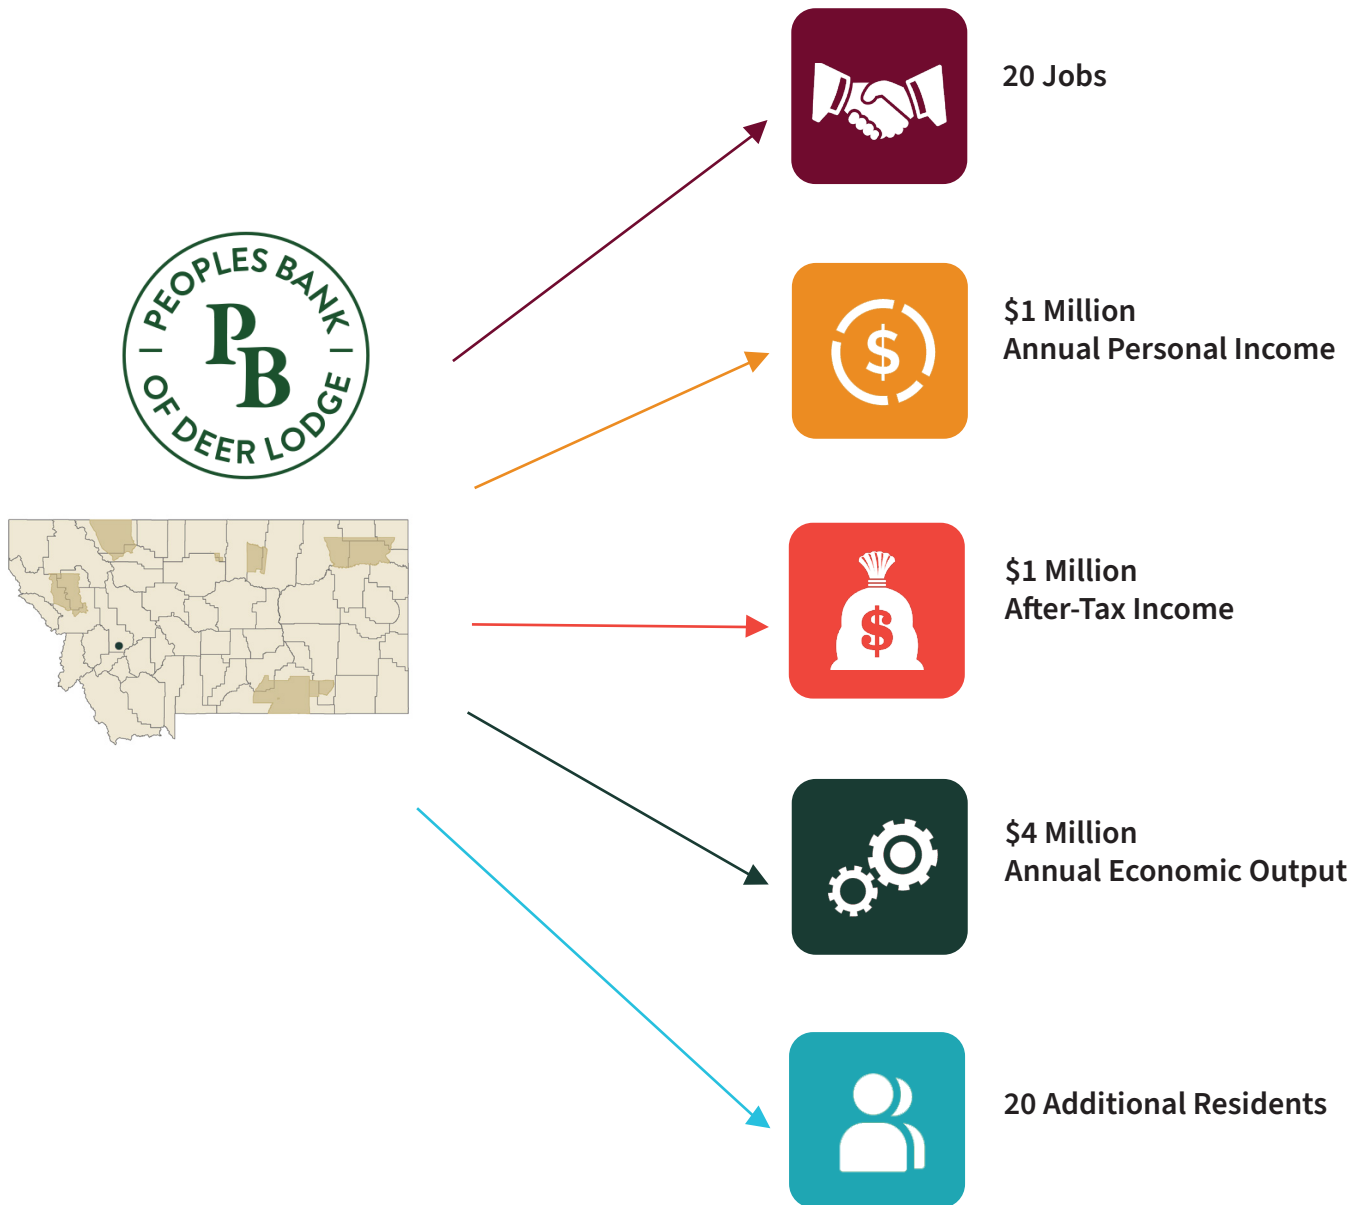 PEOPLES BANK
PB
OF DEER LODGE
20 Jobs
$
$1 Million
Annual Personal Income
$
$1 Million
After-Tax Income
$4 Million
Annual Economic Output
20 Additional Residents